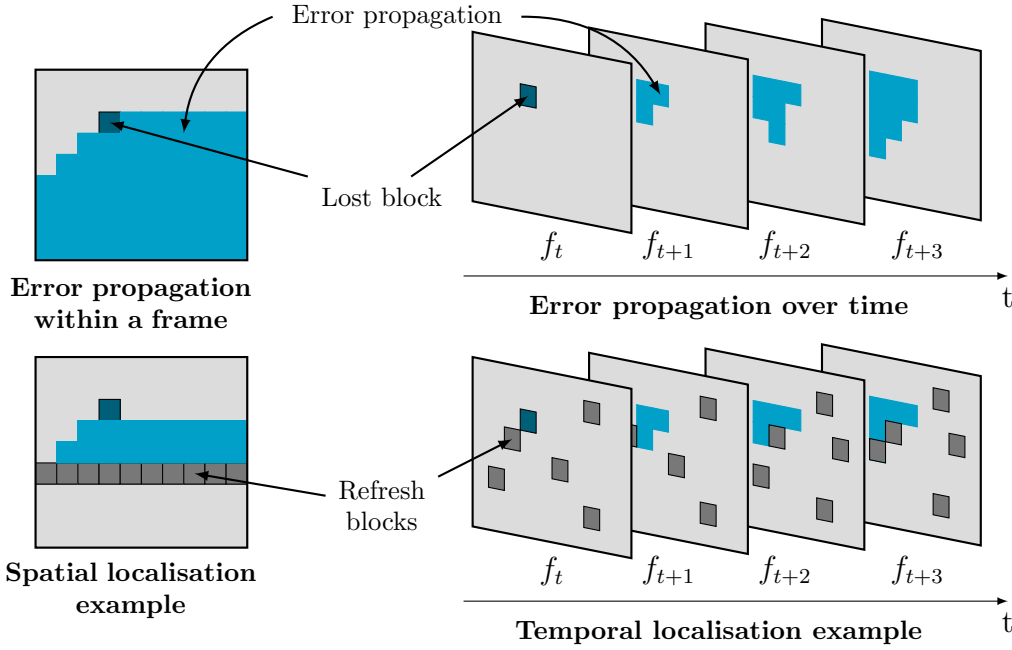 Error propagation
Lost block
Error propagation
within a frame
f_t
f_{t+1}
f_{t+2}
f_{t+3}
t
Error propagation over time
Refresh
blocks
Spatial localisation
example
f_t
f_{t+1}
f_{t+2}
f_{t+3}
t
Temporal localisation example